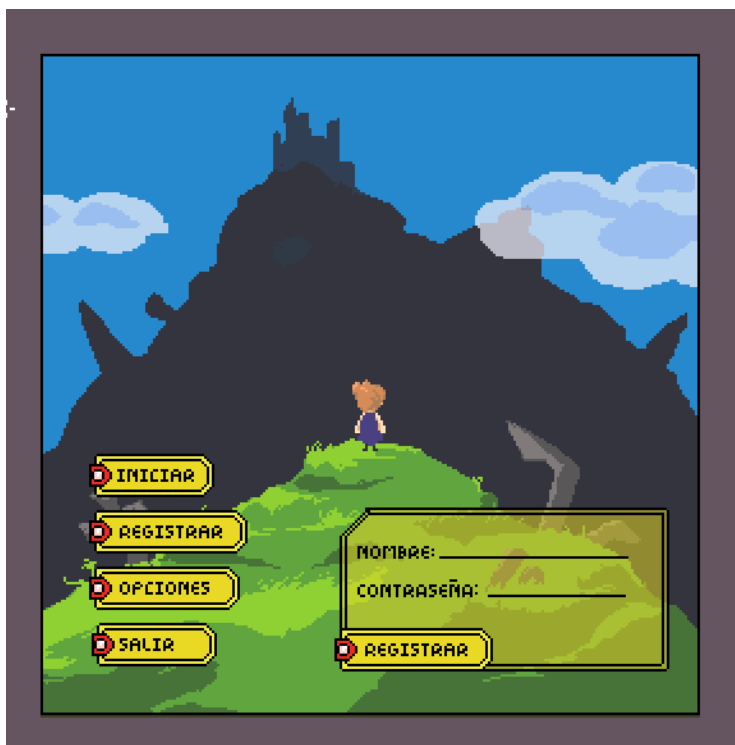 INICIAR
REGISTRAR
OPCIONES
SALIR
NOMBRE:
CONTRASEÑA:
REGISTRAR